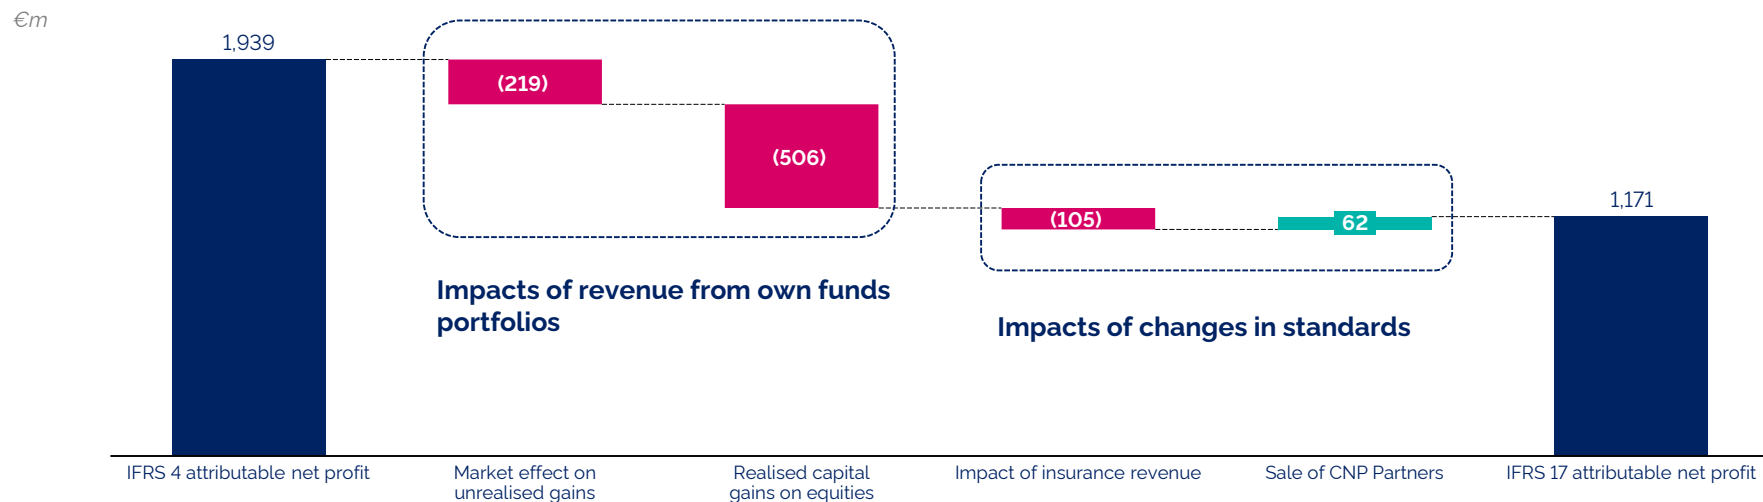 €m
1,939
(219)
(506)
(105)
62
1,171
Impacts of revenue from own funds
portfolios
Impacts of changes in standards
IFRS 4 attributable net profit
Market effect on
unrealised gains
Realised capital
gains on equities
Impact of insurance revenue
Sale of CNP Partners
IFRS 17 attributable net profit